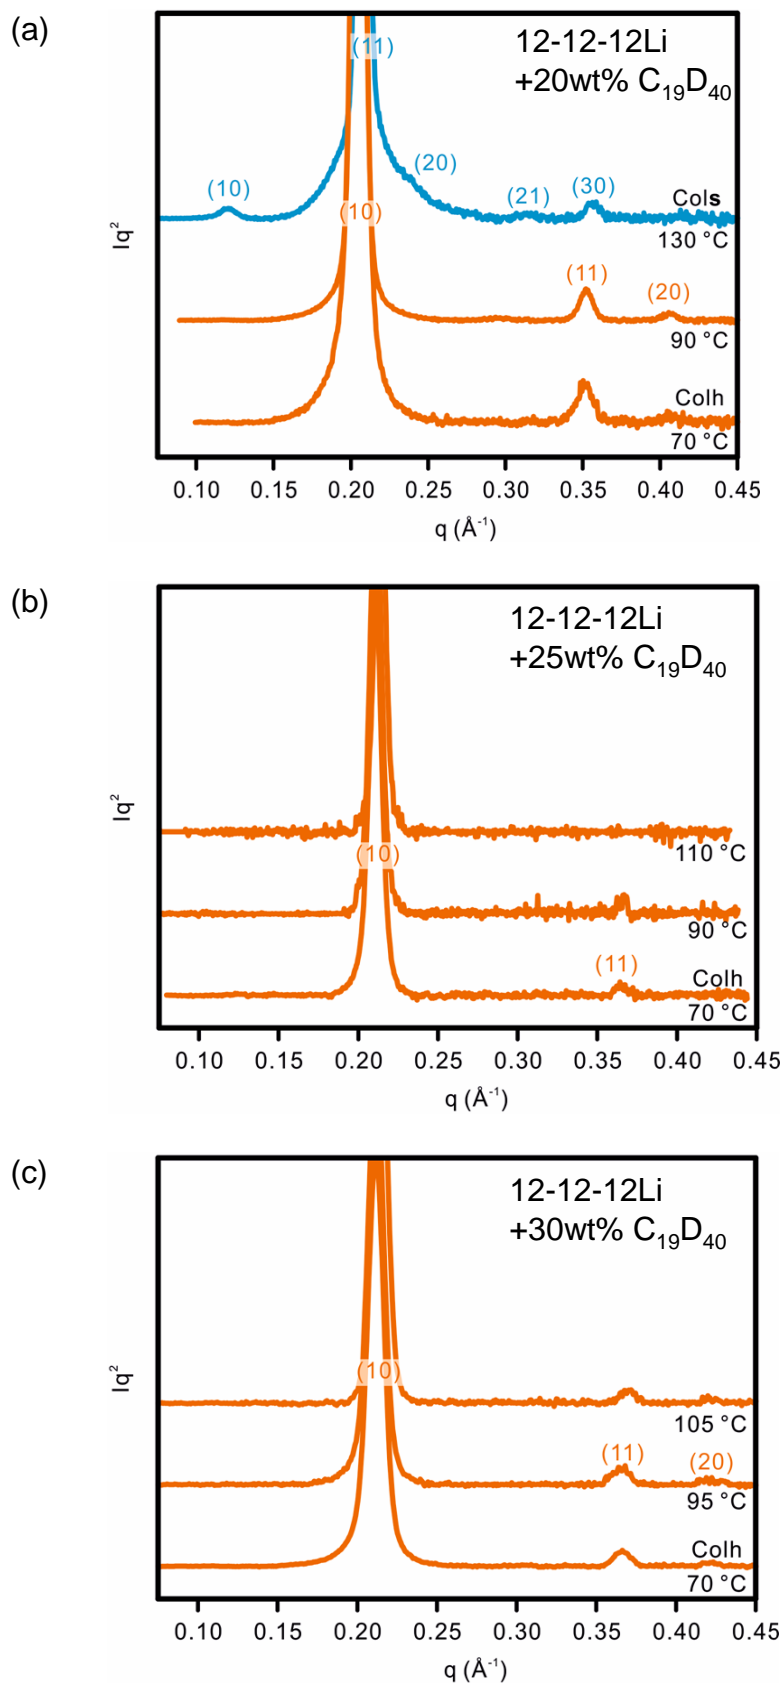 (a)
12-12-12Li
+20wt% C₁₉D₄₀
(11)
(20)
(10)
(21)
(30)
Cols
130 °C
(10)
(11)
(20)
90 °C
Colh
70 °C
Iq²
0.10 0.15 0.20 0.25 0.30 0.35 0.40 0.45
q (Å⁻¹)
(b)
12-12-12Li
+25wt% C₁₉D₄₀
Iq²
110 °C
(10)
90 °C
(11)
Colh
70 °C
0.10 0.15 0.20 0.25 0.30 0.35 0.40 0.45
q (Å⁻¹)
(c)
12-12-12Li
+30wt% C₁₉D₄₀
Iq²
(10)
105 °C
(11)
(20)
95 °C
Colh
70 °C
0.10 0.15 0.20 0.25 0.30 0.35 0.40 0.45
q (Å⁻¹)